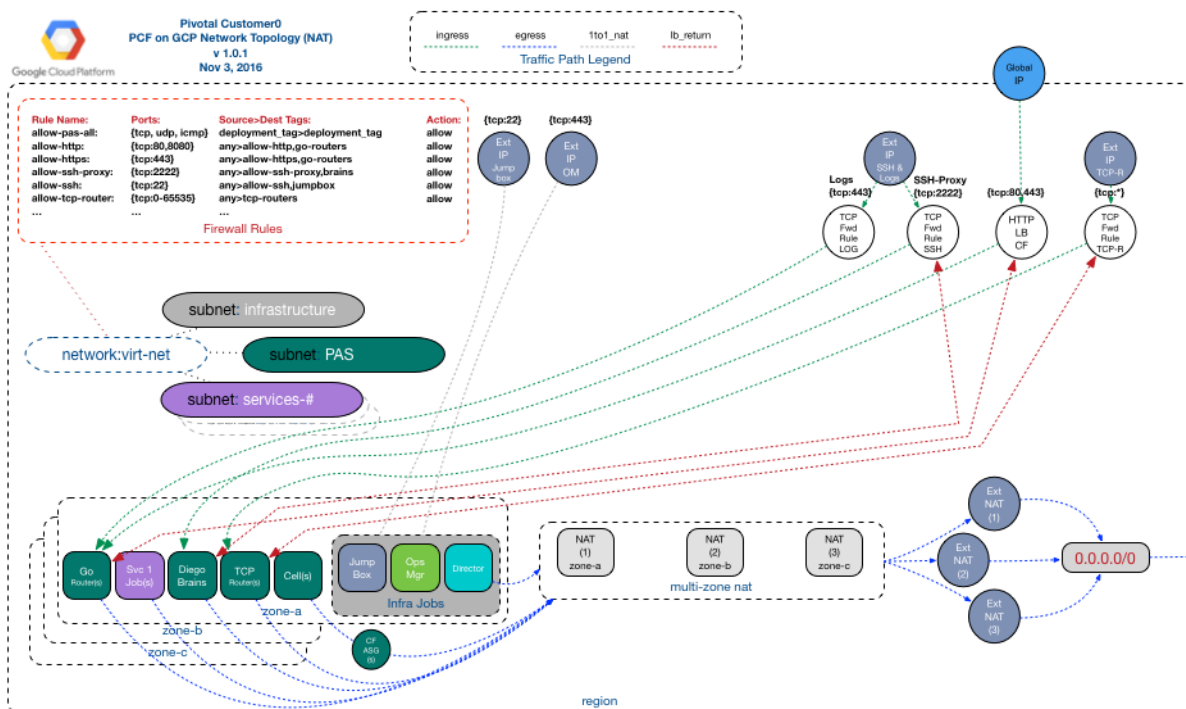 Pivotal Customer0
PCF on GCP Network Topology (NAT)
v 1.0.1
Nov 3, 2016
Google Cloud Platform
ingress
egress
1to1_nat
lb_return
Traffic Path Legend
Rule Name: Ports: Source>Dest Tags: Action:
allow-pas-all: {tcp, udp, icmp} deployment_tag>deployment_tag allow
allow-http: {tcp:80,8080} any>allow-http,go-routers allow
allow-https: {tcp:443} any>allow-https,go-routers allow
allow-ssh-proxy: {tcp:2222} any>allow-ssh-proxy,brains allow
allow-ssh: {tcp:22} any>allow-ssh,jumpbox allow
allow-tcp-router: {tcp:0-65535} any>tcp-routers allow
... ... ...
Firewall Rules
{tcp:22}
Ext
IP
Jump
box
{tcp:443}
Ext
IP
OM
Global
IP
Ext
IP
SSH &
Logs
Ext
IP
TCP-R
Logs
{tcp:443}
SSH-Proxy
{tcp:2222}
{tcp:80,443}
{tcp:*}
TCP
Fwd
Rule
LOG
TCP
Fwd
Rule
SSH
HTTP
LB
CF
TCP
Fwd
Rule
TCP-R
subnet: infrastructure
network:virt-net
subnet: PAS
subnet: services-#
Go
Router(s)
Svc 1
Job(s)
Diego
Brains
TCP
Router(s)
Cell(s)
zone-a
zone-b
zone-c
Jump
Box
Ops
Mgr
Director
Infra Jobs
CF
ASG
(s)
NAT
(1)
zone-a
NAT
(2)
zone-b
NAT
(3)
zone-c
multi-zone nat
Ext
NAT
(1)
Ext
NAT
(2)
Ext
NAT
(3)
0.0.0.0/0
region